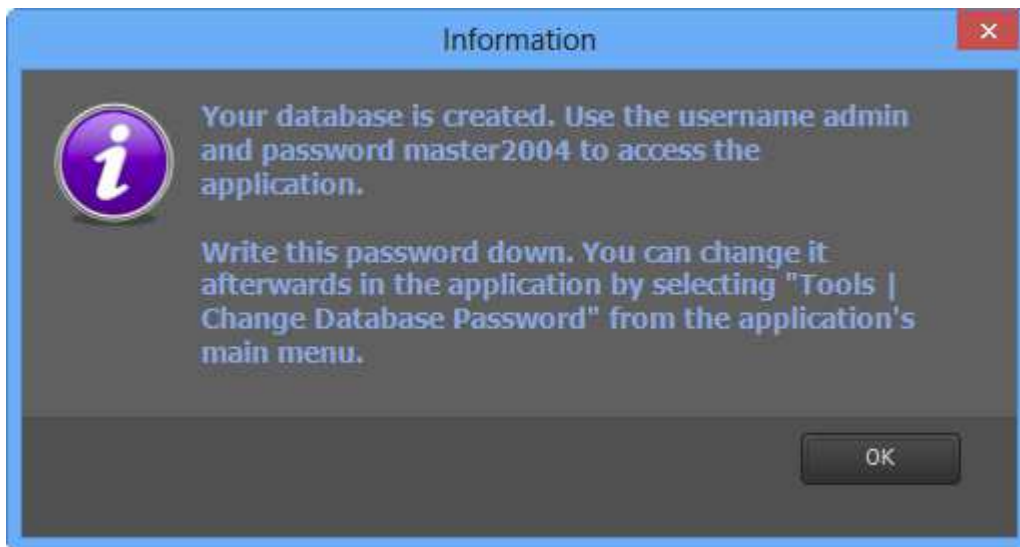 Information
Your database is created. Use the username admin
and password master2004 to access the
application.
Write this password down. You can change it
afterwards in the application by selecting "Tools |
Change Database Password" from the application's
main menu.
OK